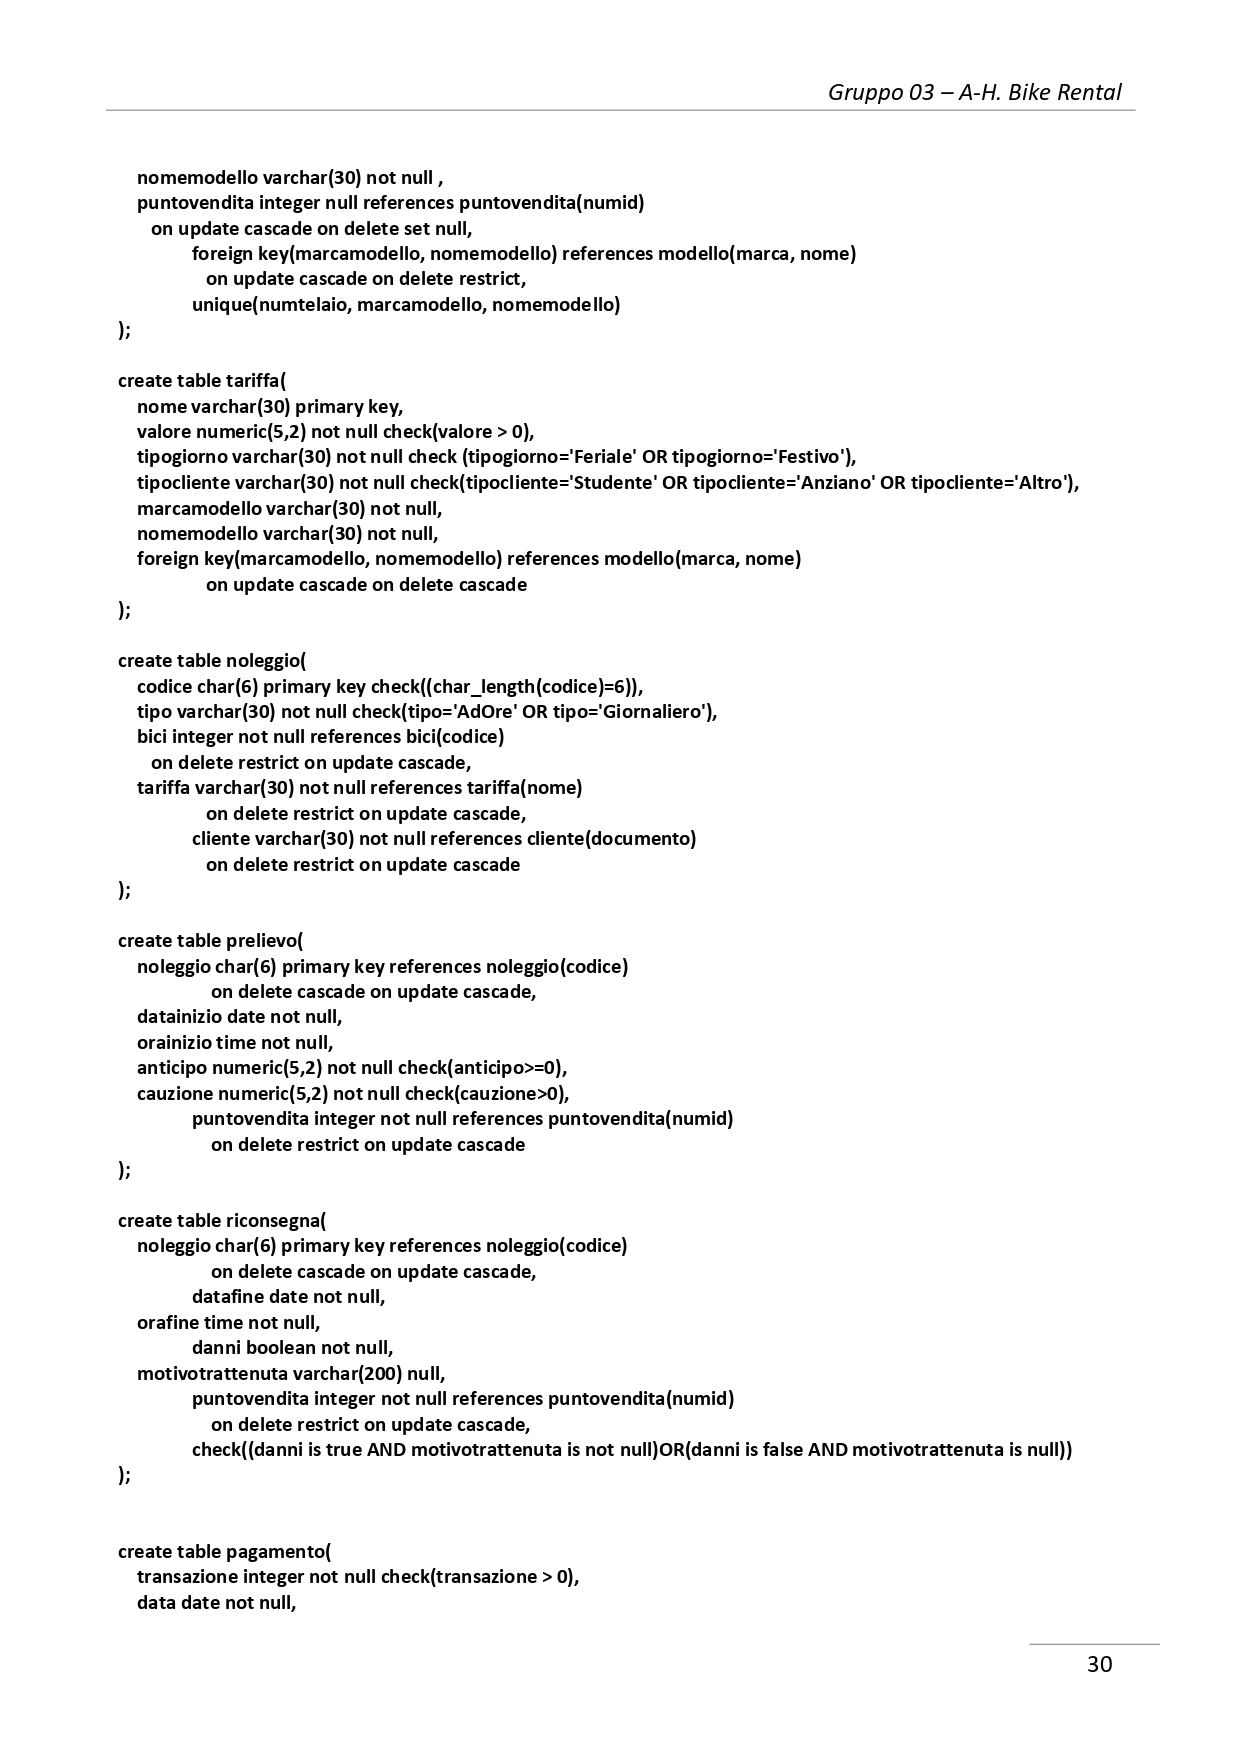 Gruppo 03 – A-H. Bike Rental
nomemodello varchar(30) not null ,
puntovendita integer null references puntovendita(numid)
on update cascade on delete set null,
foreign key(marcamodello, nomemodello) references modello(marca, nome)
on update cascade on delete restrict,
unique(numtelaio, marcamodello, nomemodello)
);
create table tariffa(
nome varchar(30) primary key,
valore numeric(5,2) not null check(valore > 0),
tipogiorno varchar(30) not null check (tipogiorno='Feriale' OR tipogiorno='Festivo'),
tipocliente varchar(30) not null check(tipocliente='Studente' OR tipocliente='Anziano' OR tipocliente='Altro'),
marcamodello varchar(30) not null,
nomemodello varchar(30) not null,
foreign key(marcamodello, nomemodello) references modello(marca, nome)
on update cascade on delete cascade
);
create table noleggio(
codice char(6) primary key check((char_length(codice)=6)),
tipo varchar(30) not null check(tipo='AdOre' OR tipo='Giornaliero'),
bici integer not null references bici(codice)
on delete restrict on update cascade,
tariffa varchar(30) not null references tariffa(nome)
on delete restrict on update cascade,
cliente varchar(30) not null references cliente(documento)
on delete restrict on update cascade
);
create table prelievo(
noleggio char(6) primary key references noleggio(codice)
on delete cascade on update cascade,
datainizio date not null,
orainizio time not null,
anticipo numeric(5,2) not null check(anticipo>=0),
cauzione numeric(5,2) not null check(cauzione>0),
puntovendita integer not null references puntovendita(numid)
on delete restrict on update cascade
);
create table riconsegna(
noleggio char(6) primary key references noleggio(codice)
on delete cascade on update cascade,
datafine date not null,
orafine time not null,
danni boolean not null,
motivotrattenuta varchar(200) null,
puntovendita integer not null references puntovendita(numid)
on delete restrict on update cascade,
check((danni is true AND motivotrattenuta is not null)OR(danni is false AND motivotrattenuta is null))
);
create table pagamento(
transazione integer not null check(transazione > 0),
data date not null,
30